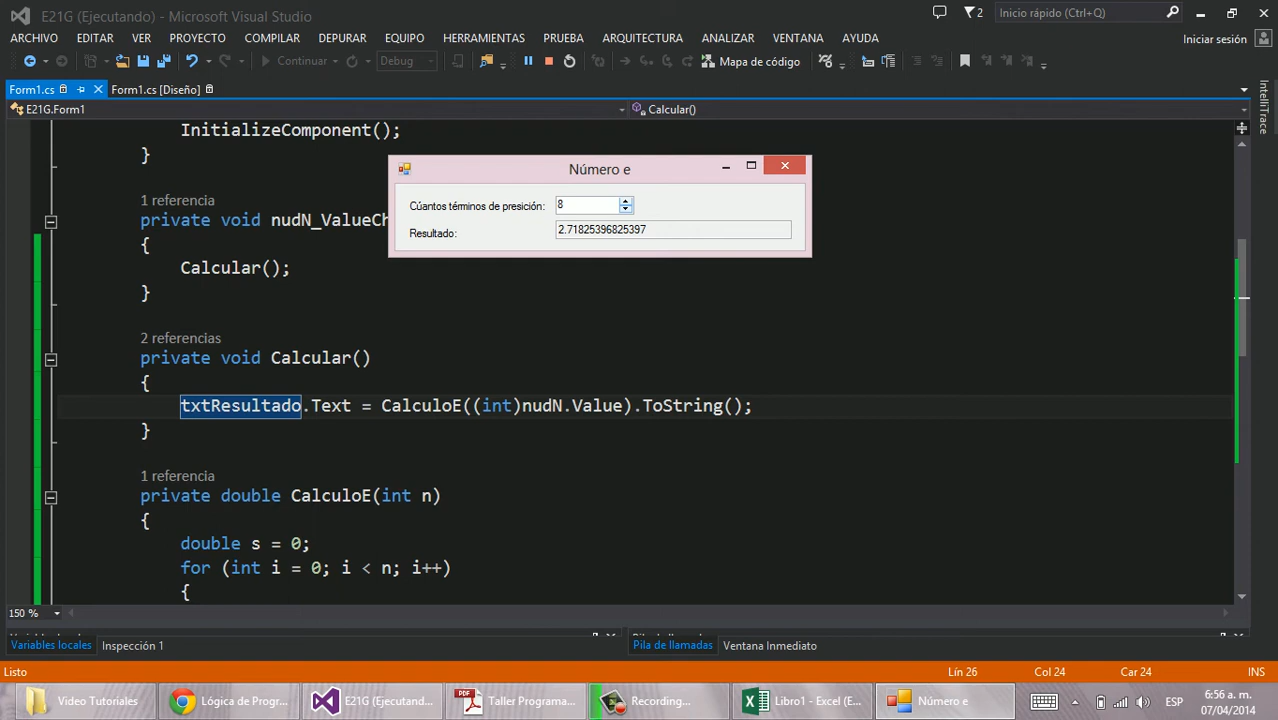 E21G (Ejecutando) - Microsoft Visual Studio
2
Inicio rápido (Ctrl+Q)
ARCHIVO EDITAR VER PROYECTO COMPILAR DEPURAR EQUIPO HERRAMIENTAS PRUEBA ARQUITECTURA ANALIZAR VENTANA AYUDA
Iniciar sesión
Continuar Debug Mapa de código
Form1.cs Form1.cs [Diseño]
E21G.Form1 Calcular()
IntelliTrace
InitializeComponent();
}
1 referencia
private void nudN_ValueCh
{
Calcular();
}
Número e
Cúantos términos de presición: 8
Resultado: 2.71825396825397
2 referencias
private void Calcular()
{
txtResultado.Text = CalculoE((int)nudN.Value).ToString();
}
1 referencia
private double CalculoE(int n)
{
double s = 0;
for (int i = 0; i < n; i++)
{
150 %
Variables locales Inspección 1 Pila de llamadas Ventana Inmediato
Listo Lín 26 Col 24 Car 24 INS
Video Tutoriales Lógica de Progr... E21G (Ejecutand... PDF Taller Programa... Recording... Libro1 - Excel (E... Número e ESP 6:56 a. m.
07/04/2014